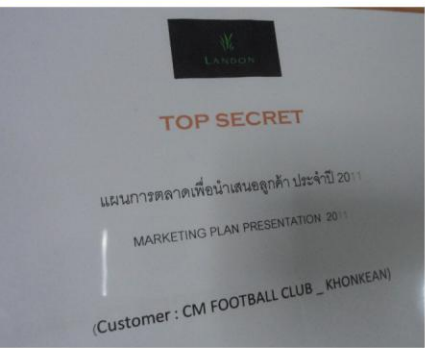 LANDON
TOP SECRET
แผนการตลาดเพื่อนำเสนอลูกค้า ประจำปี 2011
MARKETING PLAN PRESENTATION 2011
(Customer : CM FOOTBALL CLUB _ KHONKEAN)